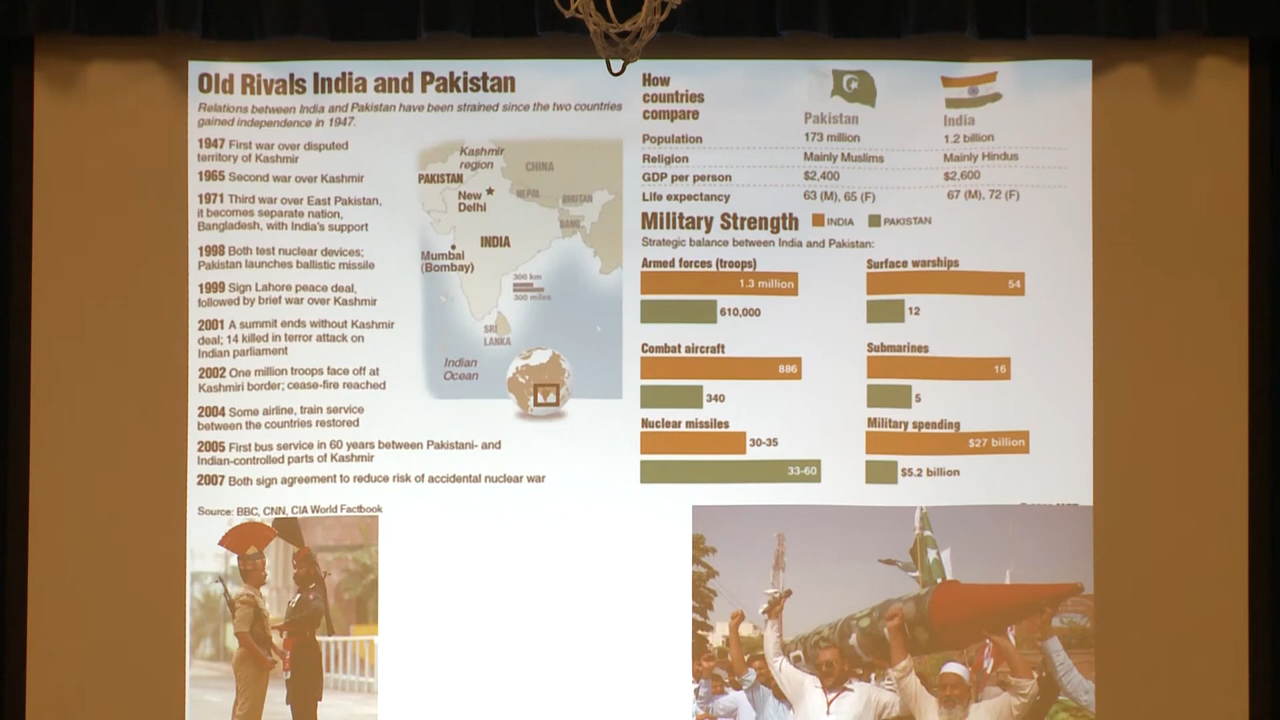 Old Rivals India and Pakistan
Relations between India and Pakistan have been strained since the two countries
gained independence in 1947.
1947 First war over disputed
territory of Kashmir
1965 Second war over Kashmir
1971 Third war over East Pakistan,
it becomes separate nation,
Bangladesh, with India's support
1998 Both test nuclear devices;
Pakistan launches ballistic missile
1999 Sign Lahore peace deal,
followed by brief war over Kashmir
2001 A summit ends without Kashmir
deal; 14 killed in terror attack on
Indian parliament
2002 One million troops face off at
Kashmiri border; cease-fire reached
2004 Some airline, train service
between the countries restored
2005 First bus service in 60 years between Pakistani- and
Indian-controlled parts of Kashmir
2007 Both sign agreement to reduce risk of accidental nuclear war
Source: BBC, CNN, CIA World Factbook
Kashmir
region
CHINA
PAKISTAN
New
Delhi
NEPAL
BHUTAN
BANG.
INDIA
Mumbai
(Bombay)
300 km
300 miles
SRI
LANKA
Indian
Ocean
How
countries
compare
Pakistan India
Population 173 million 1.2 billion
Religion Mainly Muslims Mainly Hindus
GDP per person $2,400 $2,600
Life expectancy 63 (M), 65 (F) 67 (M), 72 (F)
Military Strength INDIA PAKISTAN
Strategic balance between India and Pakistan:
Armed forces (troops)
1.3 million
610,000
Surface warships
54
12
Combat aircraft
886
340
Submarines
16
5
Nuclear missiles
30-35
33-60
Military spending
$27 billion
$5.2 billion